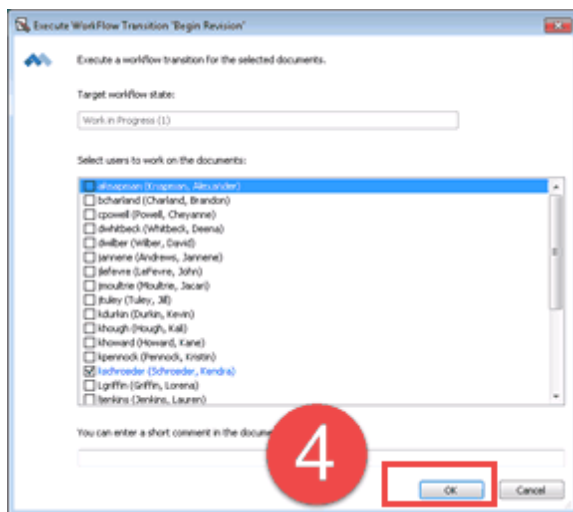 Execute WorkFlow Transition 'Begin Revision'
Execute a workflow transition for the selected documents.
Target workflow state:
Work in Progress (1)
Select users to work on the documents:
aknapman (Knapman, Alexander)
bcharland (Charland, Brandon)
cpowell (Powell, Cheyanne)
dwhitbeck (Whitbeck, Deena)
dwilber (Wilber, David)
jannene (Andrews, Jannene)
jlefevre (LeFevre, John)
jmoultrie (Moultrie, Jacari)
jtuley (Tuley, Jill)
kdurkin (Durkin, Kevin)
khough (Hough, Kali)
khoward (Howard, Kane)
kpennock (Pennock, Kristin)
kschroeder (Schroeder, Kendra)
Lgriffin (Griffin, Lorena)
ljenkins (Jenkins, Lauren)
You can enter a short comment in the docume
4
OK
Cancel